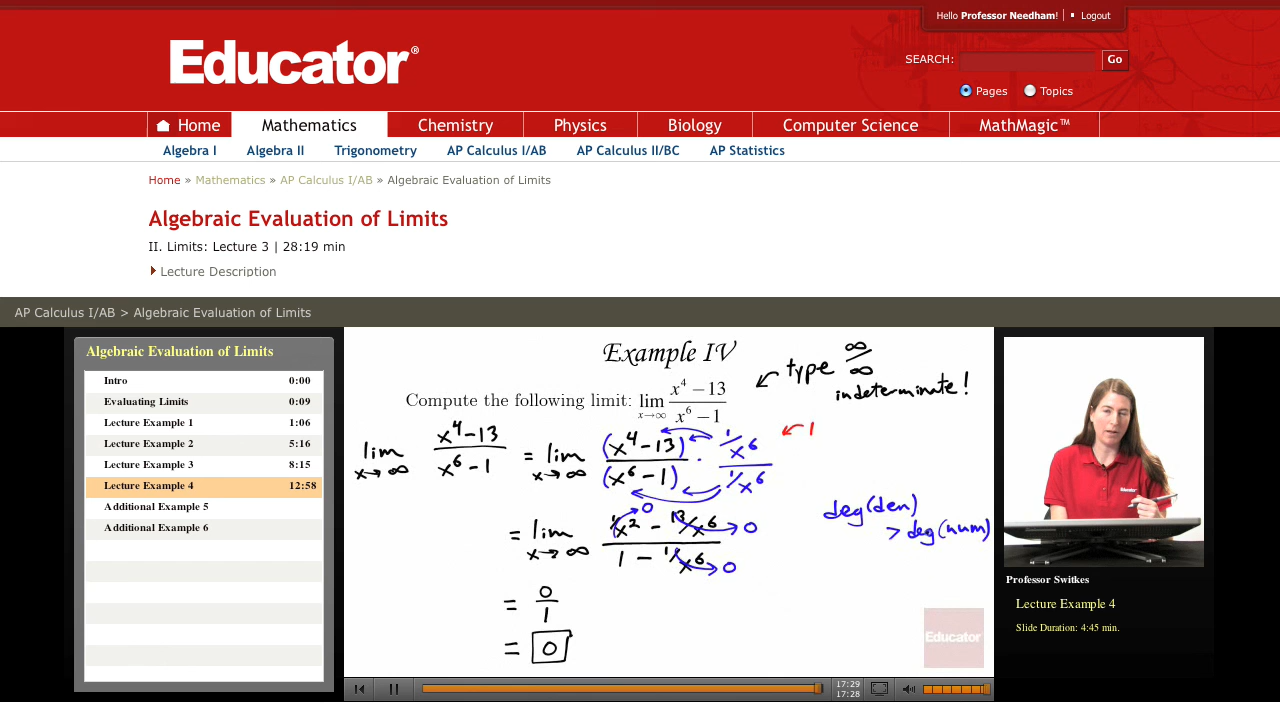 Hello Professor Needham!
Logout
Educator®
SEARCH:
Go
Pages
Topics
Home
Mathematics
Chemistry
Physics
Biology
Computer Science
MathMagic™
Algebra I
Algebra II
Trigonometry
AP Calculus I/AB
AP Calculus II/BC
AP Statistics
Home » Mathematics » AP Calculus I/AB » Algebraic Evaluation of Limits
Algebraic Evaluation of Limits
II. Limits: Lecture 3 | 28:19 min
Lecture Description
AP Calculus I/AB > Algebraic Evaluation of Limits
Algebraic Evaluation of Limits
Intro 0:00
Evaluating Limits 0:09
Lecture Example 1 1:06
Lecture Example 2 5:16
Lecture Example 3 8:15
Lecture Example 4 12:58
Additional Example 5
Additional Example 6
Example IV
Compute the following limit: lim x→∞ x⁴ − 13 / x⁶ − 1
type ∞/∞
indeterminate!
lim x→∞ x⁴-13 / x⁶-1 = lim x→∞ (x⁴-13) / (x⁶-1) · 1/x⁶ / 1/x⁶
1
= lim x→∞ 1/x² - 13/x⁶ / 1 - 1/x⁶
0
0
0
deg(den)
> deg(num)
= 0/1
= 0
Educator
17:29
17:28
Educator
Professor Switkes
Lecture Example 4
Slide Duration: 4:45 min.